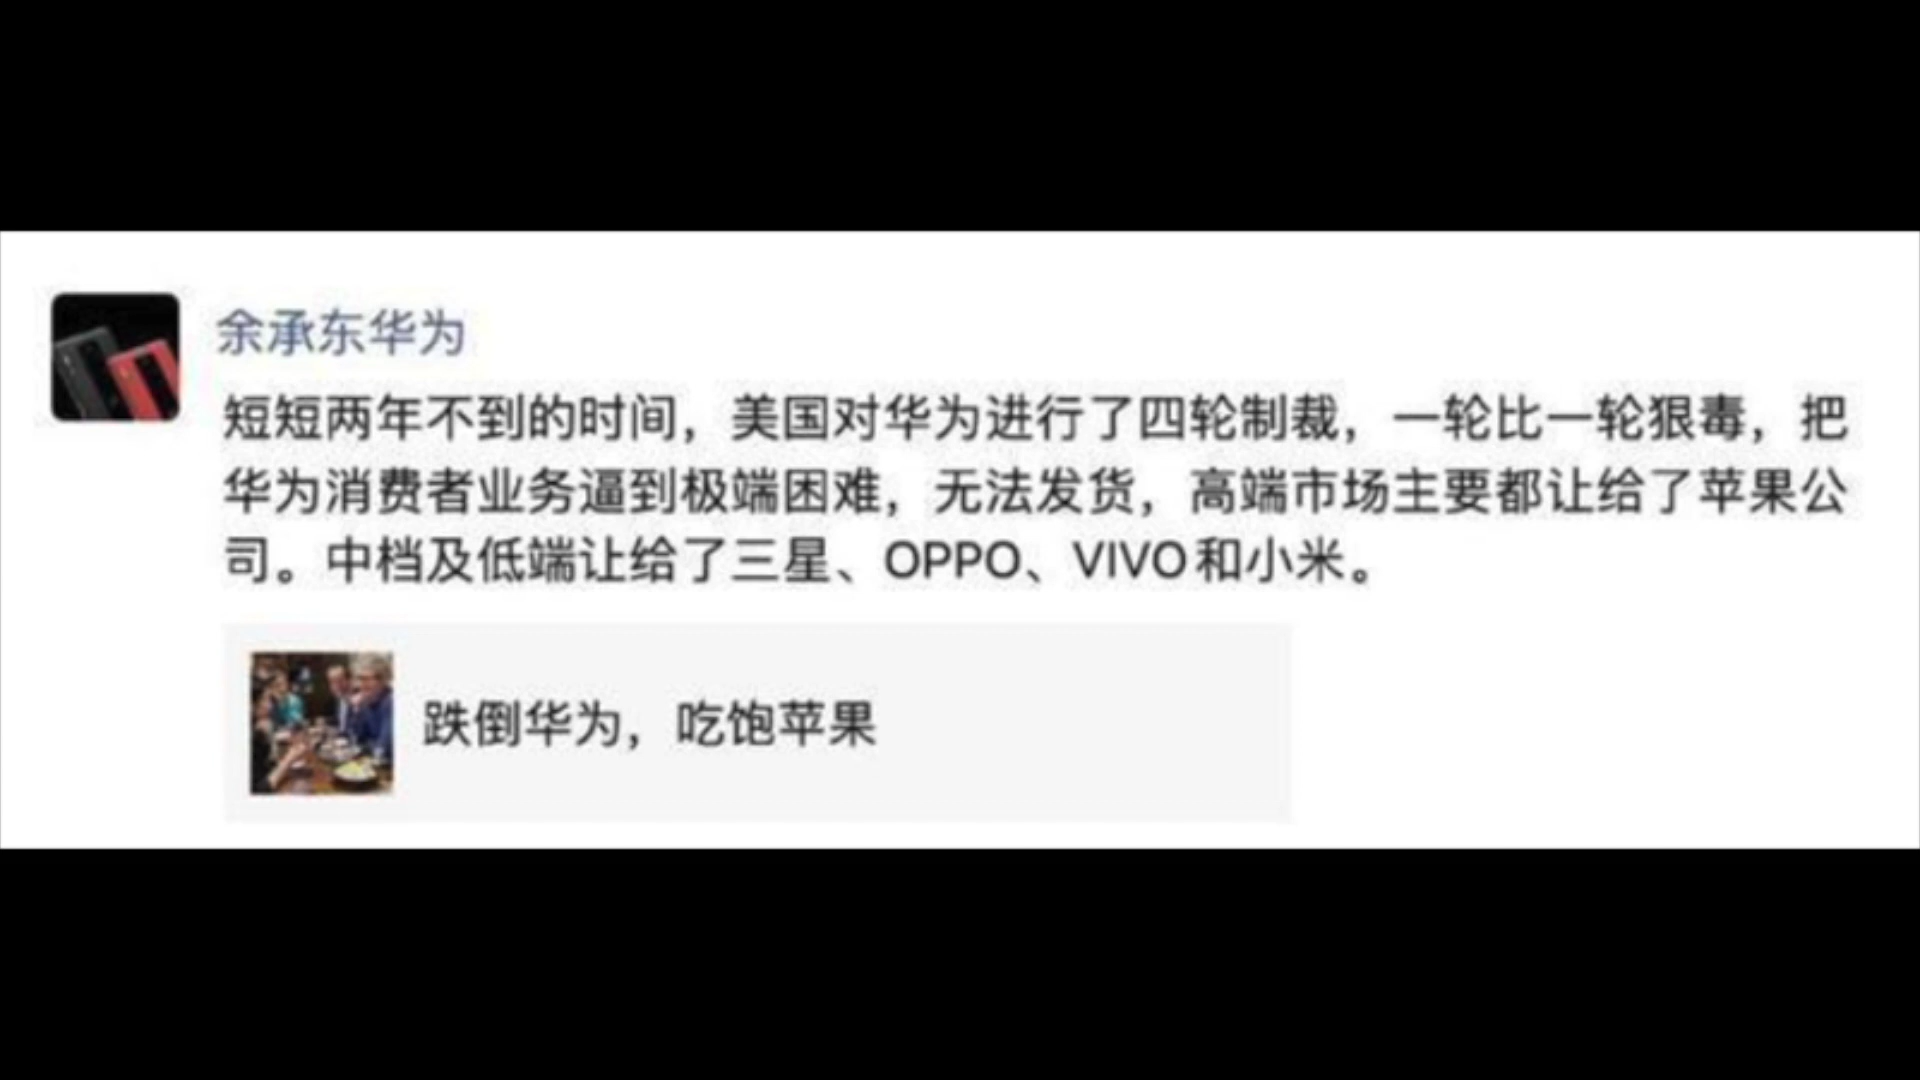 余承东华为
短短两年不到的时间，美国对华为进行了四轮制裁，一轮比一轮狠毒，把
华为消费者业务逼到极端困难，无法发货，高端市场主要都让给了苹果公
司。中档及低端让给了三星、OPPO、VIVO和小米。
跌倒华为，吃饱苹果